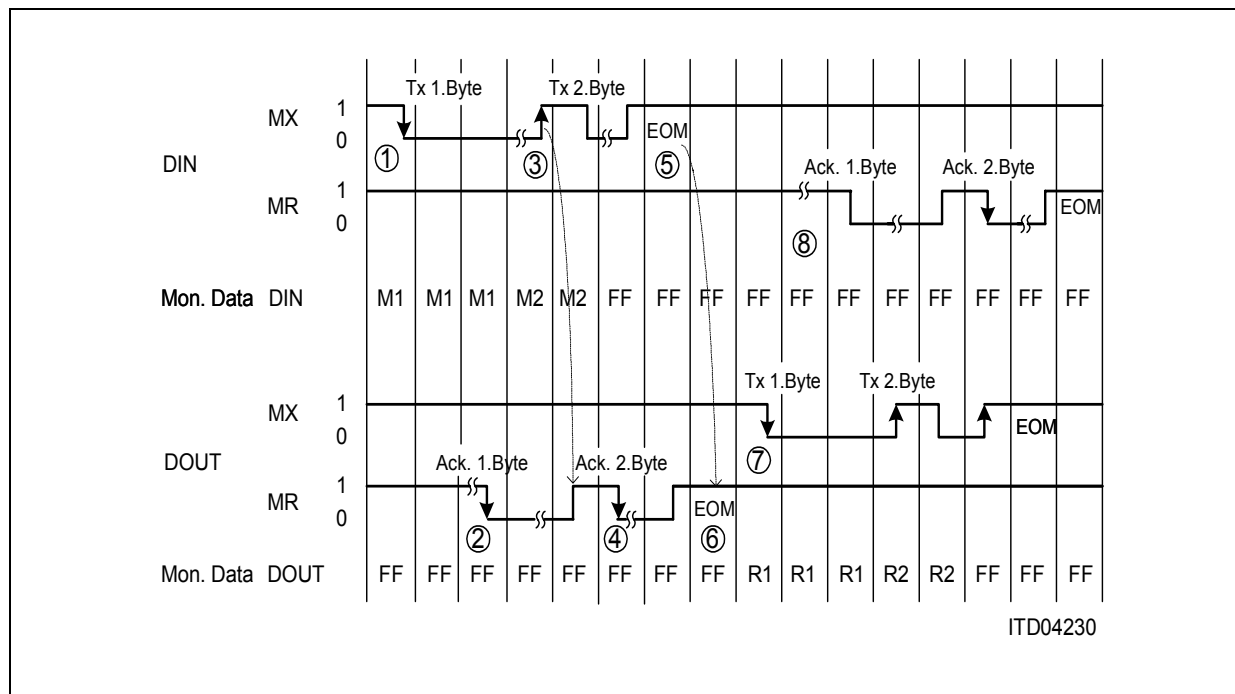 Tx 1.Byte Tx 2.Byte
MX 1
0
EOM
① ③ ⑤
DIN
Ack. 1.Byte Ack. 2.Byte
MR 1
0
EOM
⑧
Mon. Data DIN M1 M1 M1 M2 M2 FF FF FF FF FF FF FF FF FF FF FF
Tx 1.Byte Tx 2.Byte
MX 1
0
EOM
⑦
DOUT
Ack. 1.Byte Ack. 2.Byte
MR 1
0
EOM
② ④ ⑥
Mon. Data DOUT FF FF FF FF FF FF FF FF R1 R1 R1 R2 R2 FF FF FF
ITD04230